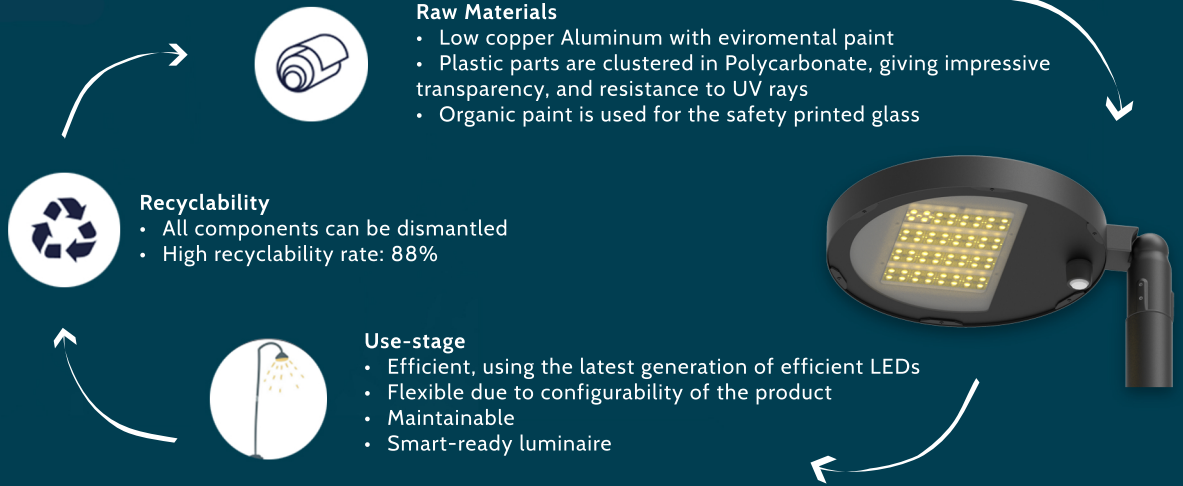 Raw Materials
• Low copper Aluminum with eviromental paint
• Plastic parts are clustered in Polycarbonate, giving impressive
transparency, and resistance to UV rays
• Organic paint is used for the safety printed glass
Recyclability
• All components can be dismantled
• High recyclability rate: 88%
Use-stage
• Efficient, using the latest generation of efficient LEDs
• Flexible due to configurability of the product
• Maintainable
• Smart-ready luminaire